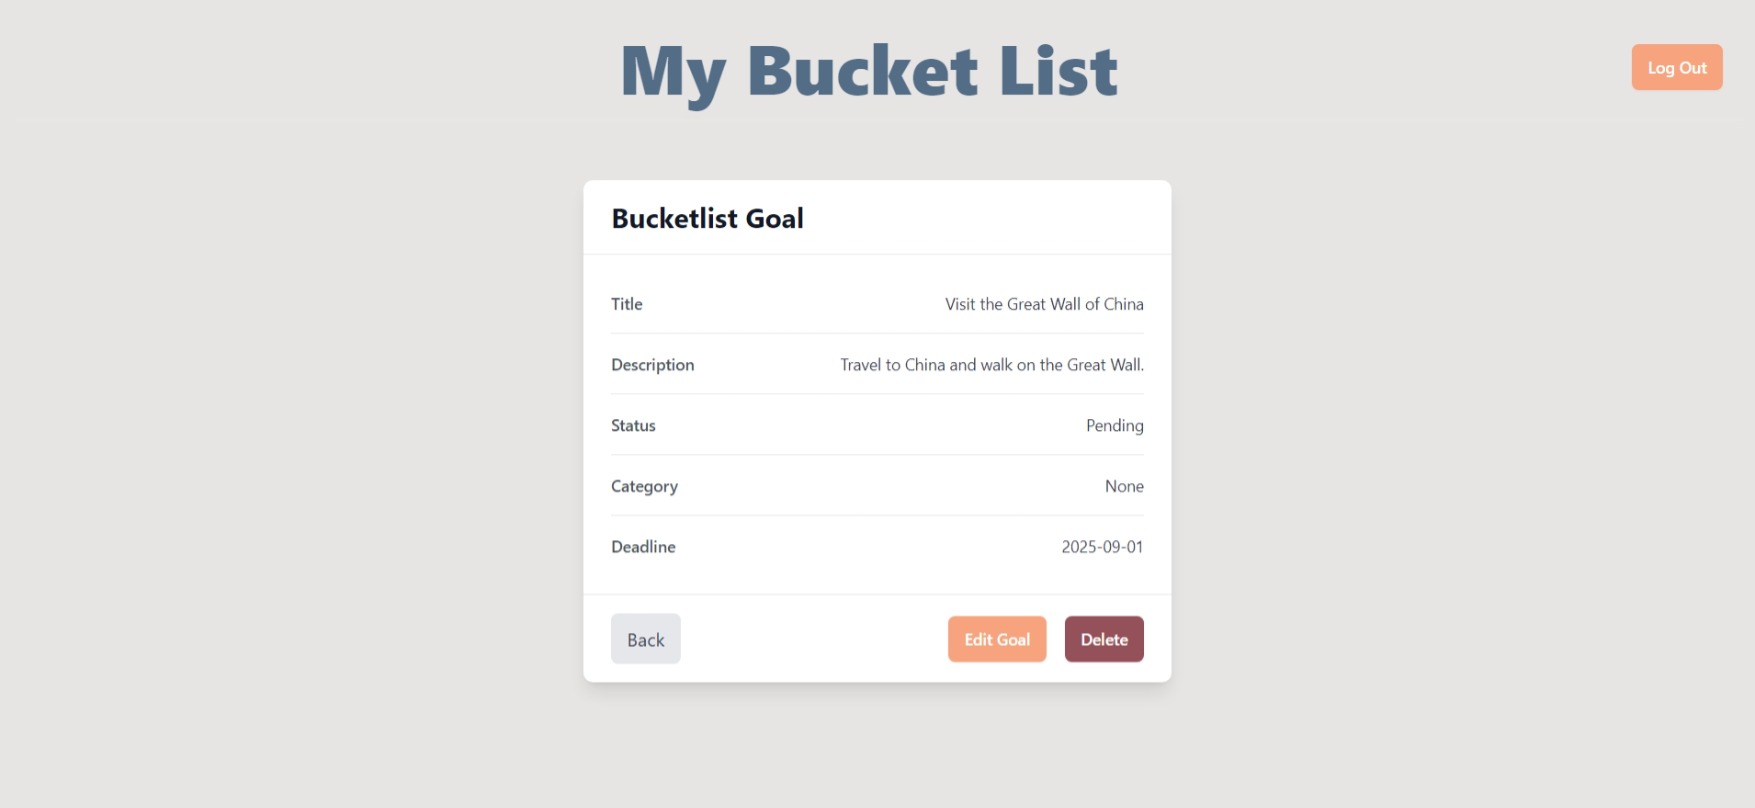 My Bucket List
Log Out
Bucketlist Goal
Title Visit the Great Wall of China
Description Travel to China and walk on the Great Wall.
Status Pending
Category None
Deadline 2025-09-01
Back Edit Goal Delete